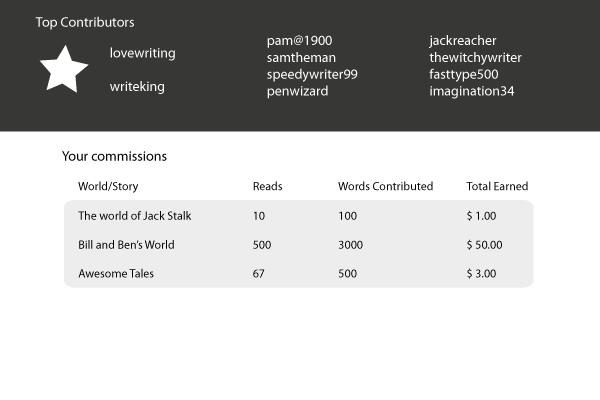 Top Contributors
lovewriting
writeking
pam@1900
samtheman
speedywriter99
penwizard
jackreacher
thewitchywriter
fasttype500
imagination34
Your commissions
World/Story Reads Words Contributed Total Earned
The world of Jack Stalk 10 100 $ 1.00
Bill and Ben's World 500 3000 $ 50.00
Awesome Tales 67 500 $ 3.00